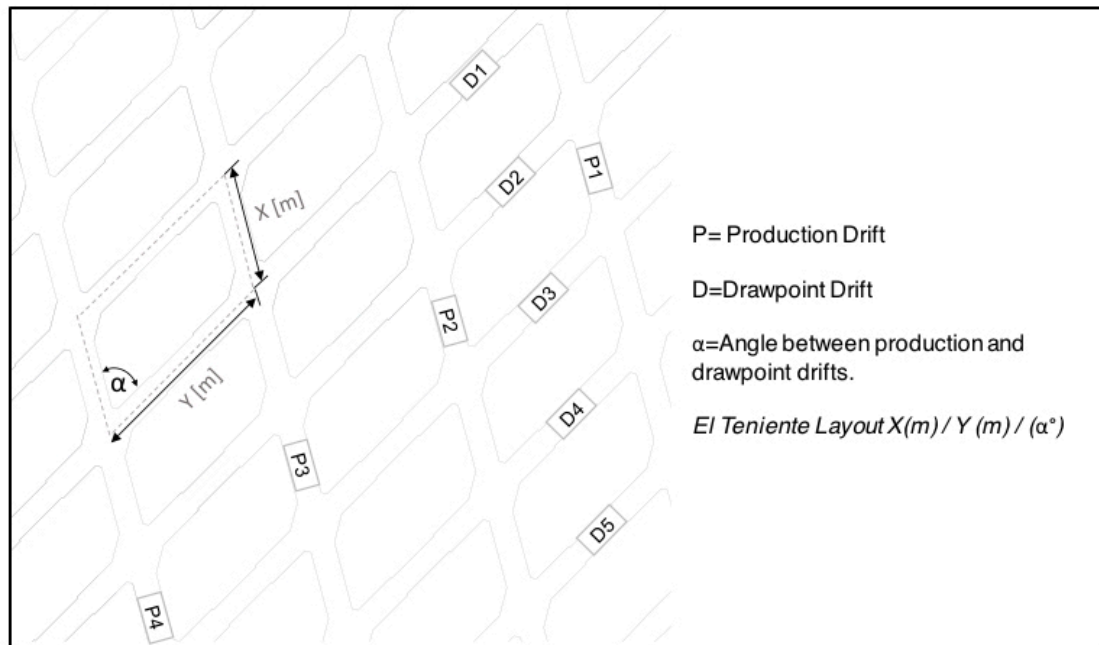 D1
D2
P1
X [m]
D3
P2
α
Y [m]
D4
P3
D5
P4
P= Production Drift
D=Drawpoint Drift
α=Angle between production and
drawpoint drifts.
El Teniente Layout X(m) / Y (m) / (α°)